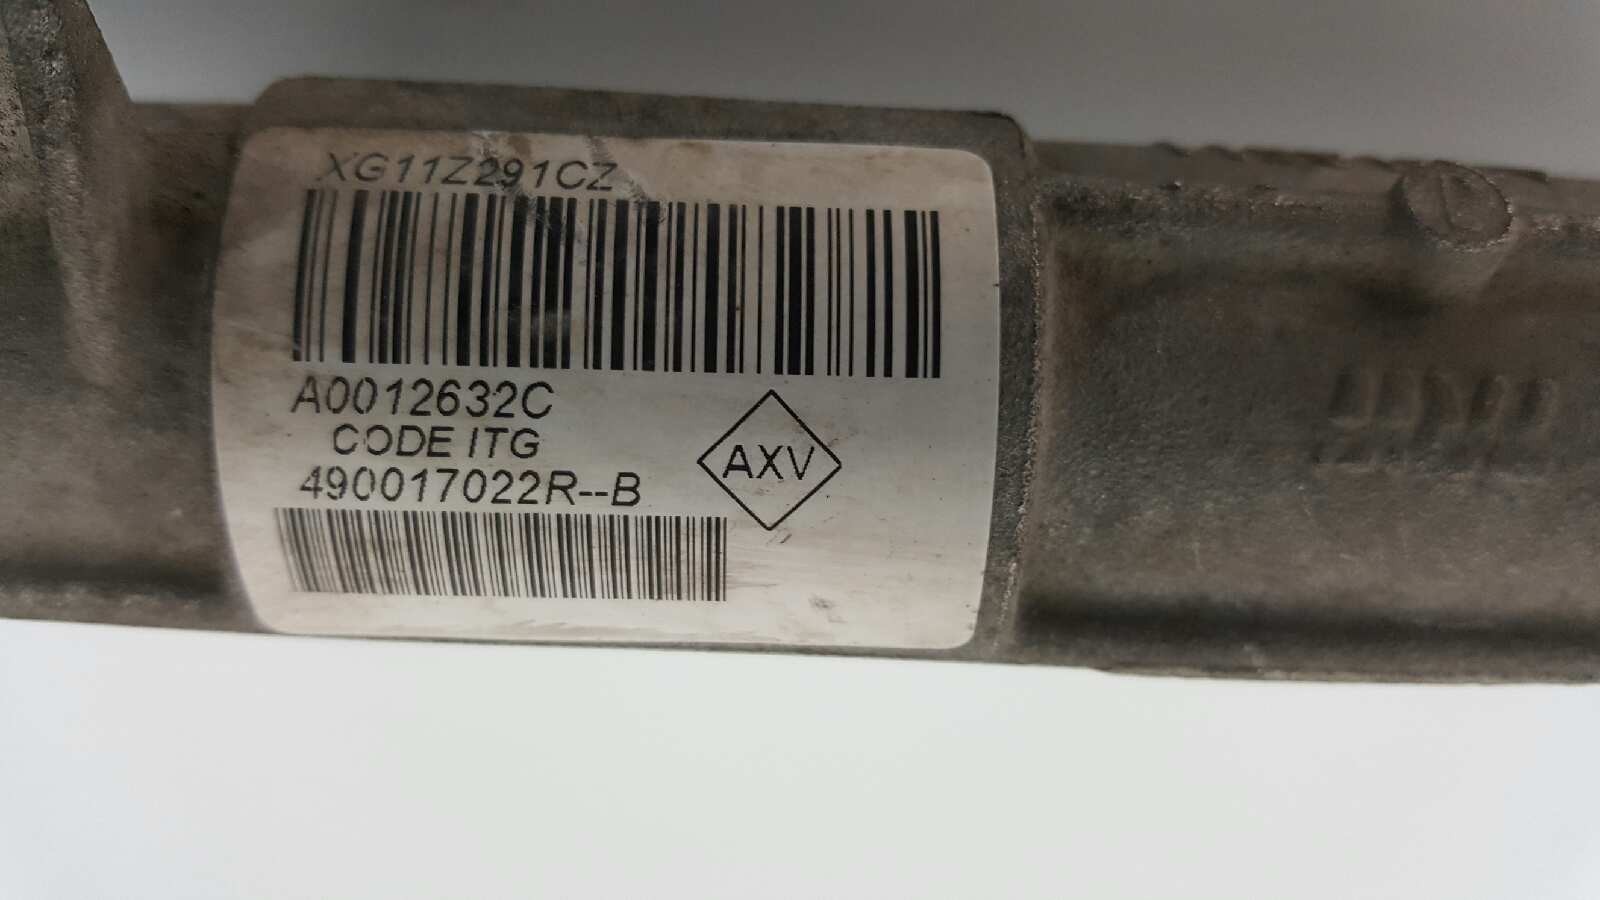 XG11Z291CZ
A0012632C
CODE ITG
490017022R--B
AXV